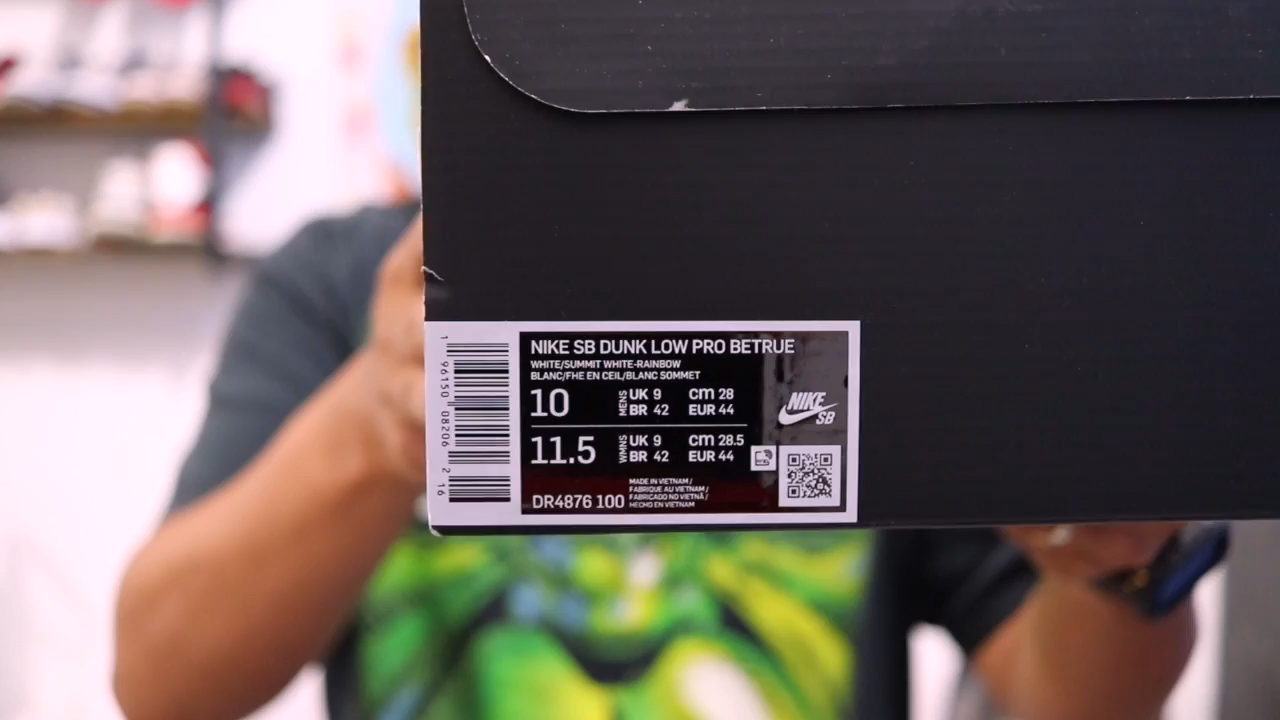 NIKE SB DUNK LOW PRO BETRUE
WHITE/SUMMIT WHITE-RAINBOW
BLANC/FHE EN CEIL/BLANC SOMMET
10 MENS UK 9 CM 28
BR 42 EUR 44
11.5 WMNS UK 9 CM 28.5
BR 42 EUR 44
MADE IN VIETNAM /
FABRIQUE AU VIETNAM /
FABRICADO NO VIETNÃ /
HECHO EN VIETNAM
DR4876 100
NIKE
SB
1 96150 08206 2 16